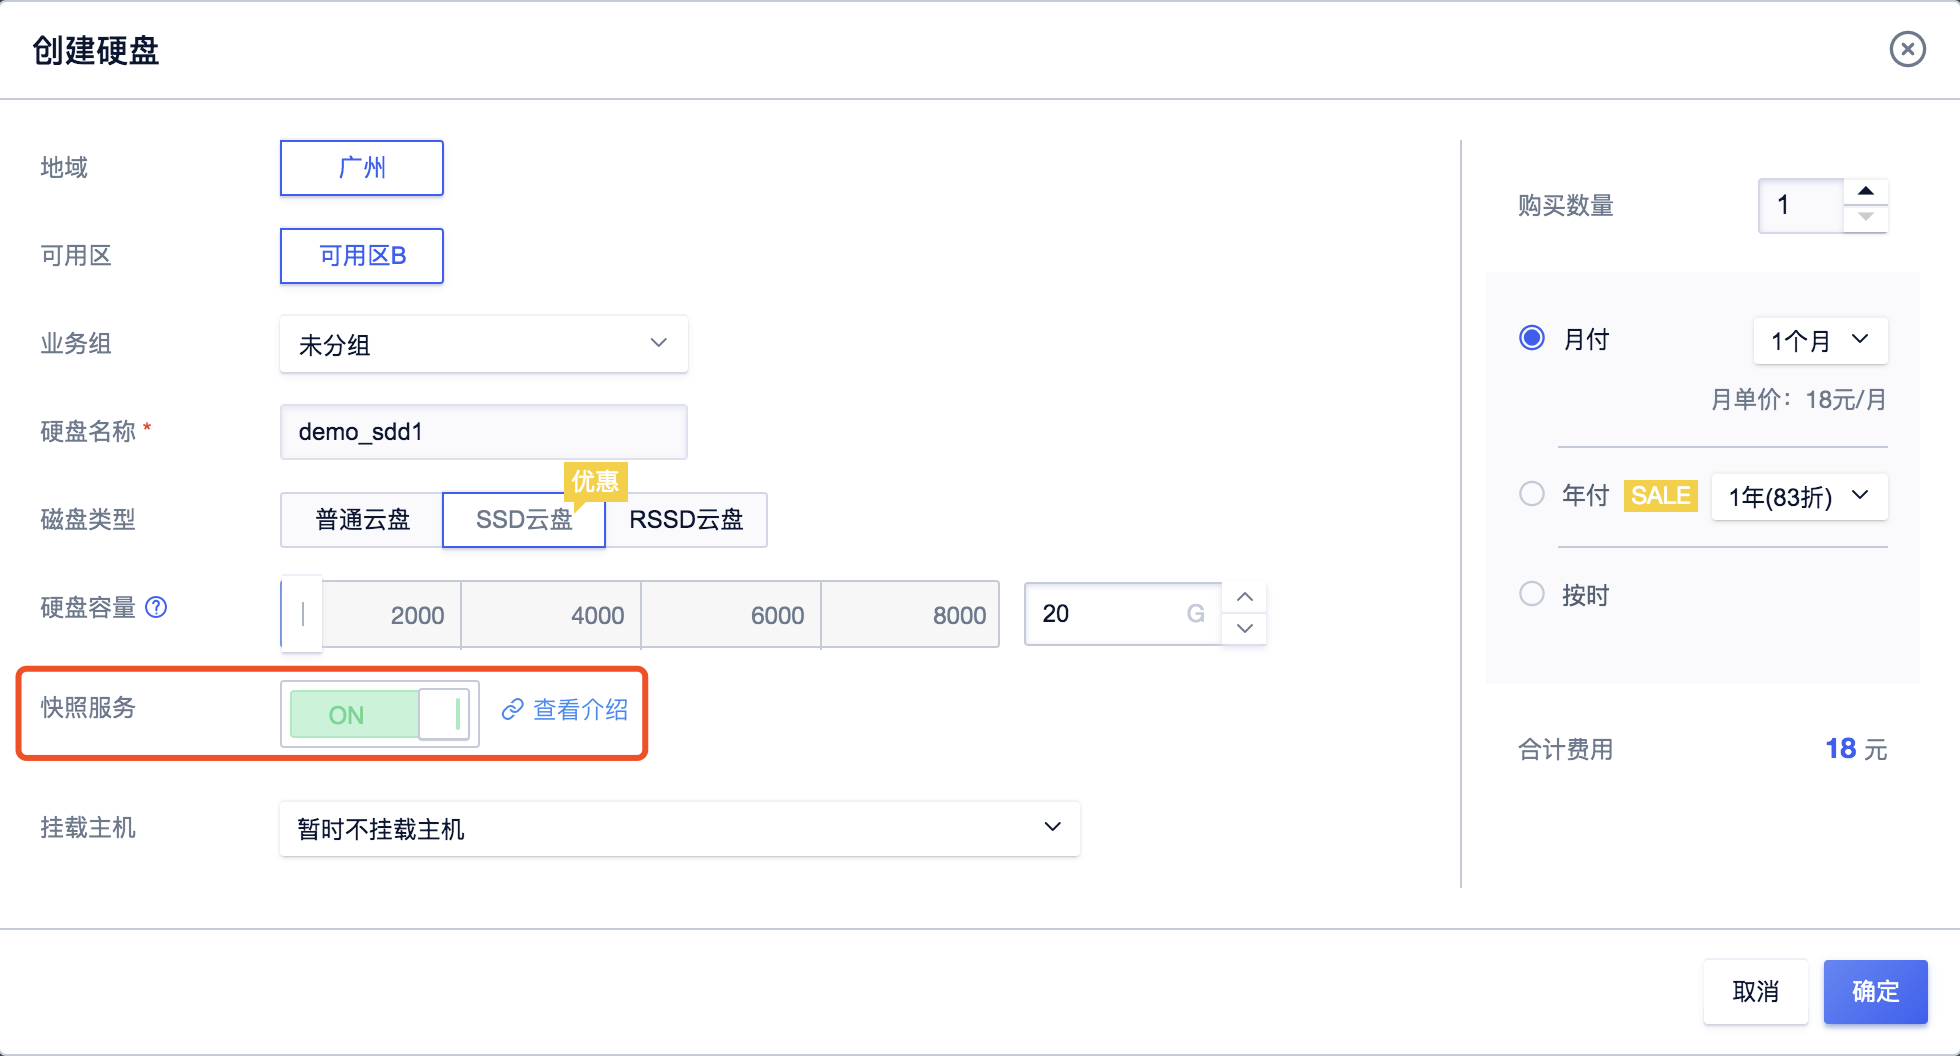 创建硬盘
地域
广州
可用区
可用区B
业务组
未分组
硬盘名称 *
demo_sdd1
优惠
磁盘类型
普通云盘
SSD云盘
RSSD云盘
硬盘容量
2000
4000
6000
8000
20
G
快照服务
ON
查看介绍
挂载主机
暂时不挂载主机
购买数量
1
月付
1个月
月单价：18元/月
年付
SALE
1年(83折)
按时
合计费用
18 元
取消
确定